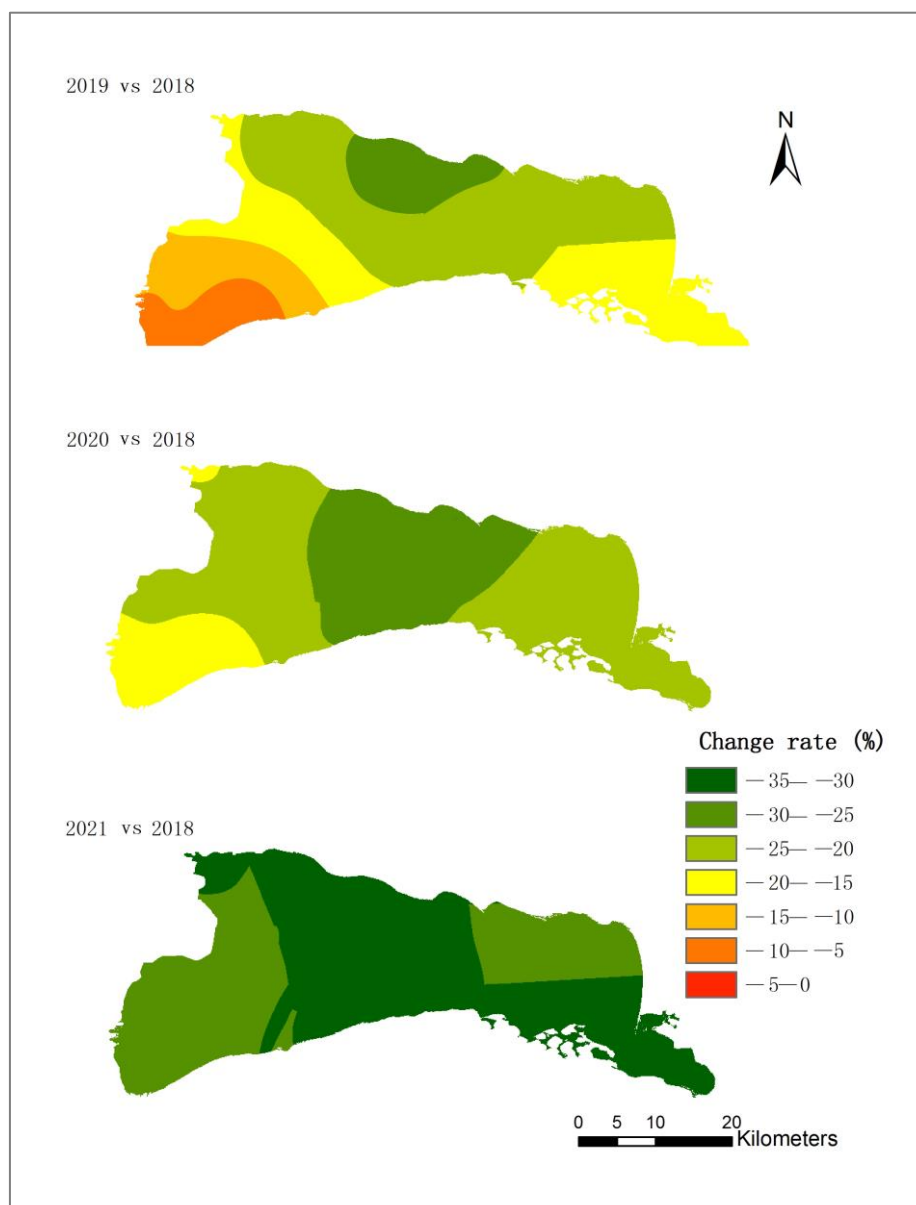 2019 vs 2018
N
2020 vs 2018
Change rate (%)
—35— —30
—30— —25
—25— —20
—20— —15
—15— —10
—10— —5
—5—0
2021 vs 2018
0 5 10 20
Kilometers